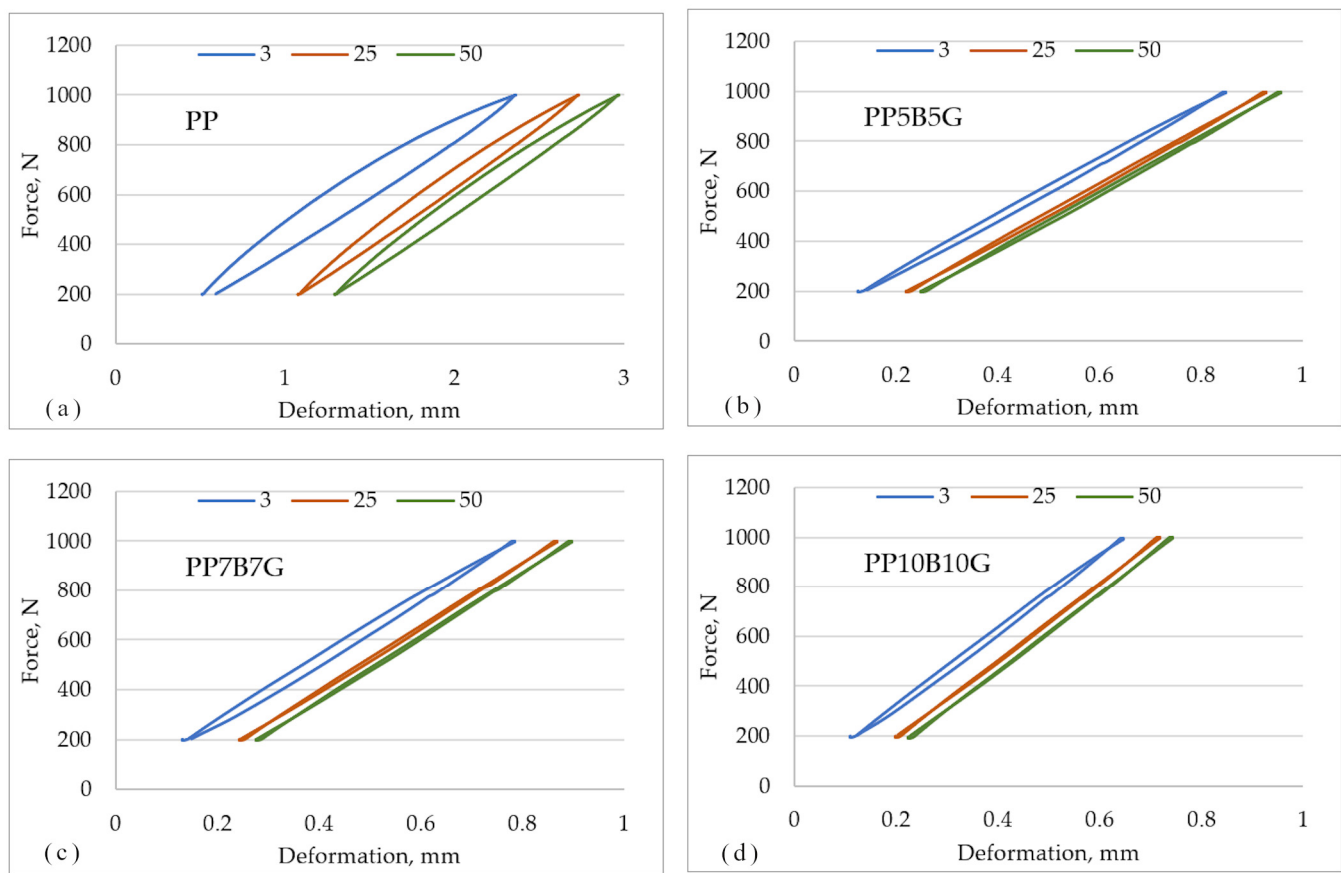 1200
3 25 50
1000
PP
800
600
400
200
0
0 1 2 3
Force, N
Deformation, mm
( a )
1200
3 25 50
1000
PP5B5G
800
600
400
200
0
0 0.2 0.4 0.6 0.8 1
Force, N
Deformation, mm
( b )
1200
3 25 50
1000
PP7B7G
800
600
400
200
0
0 0.2 0.4 0.6 0.8 1
Force, N
Deformation, mm
( c )
1200
3 25 50
1000
PP10B10G
800
600
400
200
0
0 0.2 0.4 0.6 0.8 1
Force, N
Deformation, mm
( d )